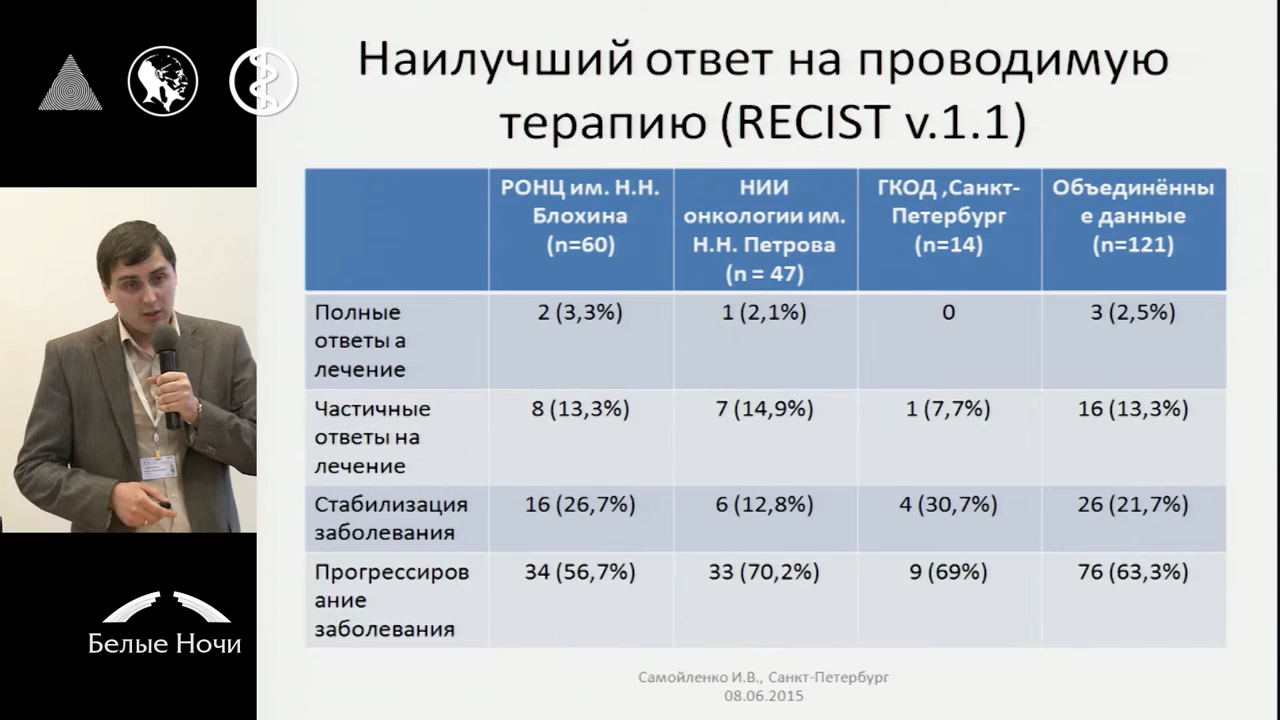 Наилучший ответ на проводимую
терапию (RECIST v.1.1)
РОНЦ им. Н.Н.
Блохина
(n=60)
НИИ
онкологии им.
Н.Н. Петрова
(n = 47)
ГКОД ,Санкт-
Петербург
(n=14)
Объединённы
е данные
(n=121)
Полные
ответы а
лечение
2 (3,3%)
1 (2,1%)
0
3 (2,5%)
Частичные
ответы на
лечение
8 (13,3%)
7 (14,9%)
1 (7,7%)
16 (13,3%)
Стабилизация
заболевания
16 (26,7%)
6 (12,8%)
4 (30,7%)
26 (21,7%)
Прогрессиров
ание
заболевания
34 (56,7%)
33 (70,2%)
9 (69%)
76 (63,3%)
Самойленко И.В., Санкт-Петербург
08.06.2015
Белые Ночи